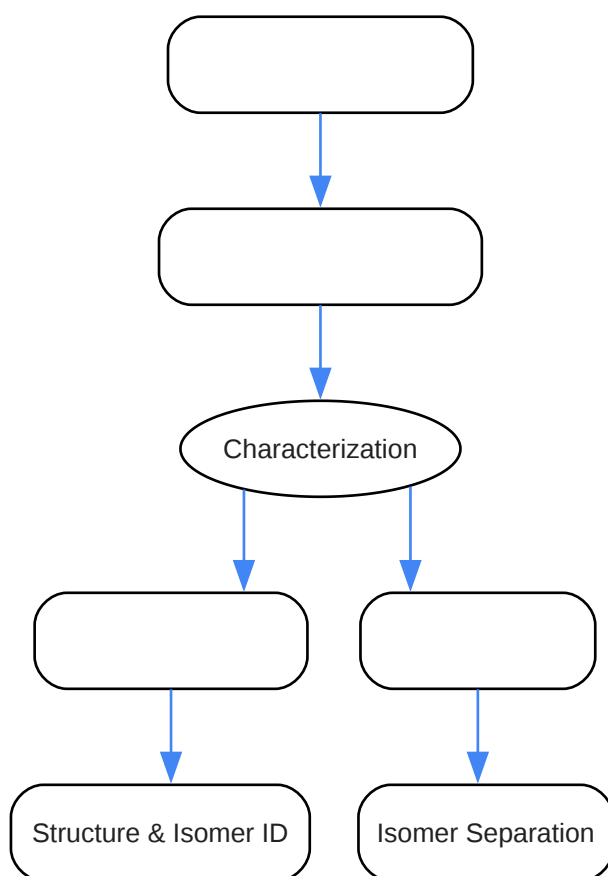 Characterization
Structure & Isomer ID
Isomer Separation